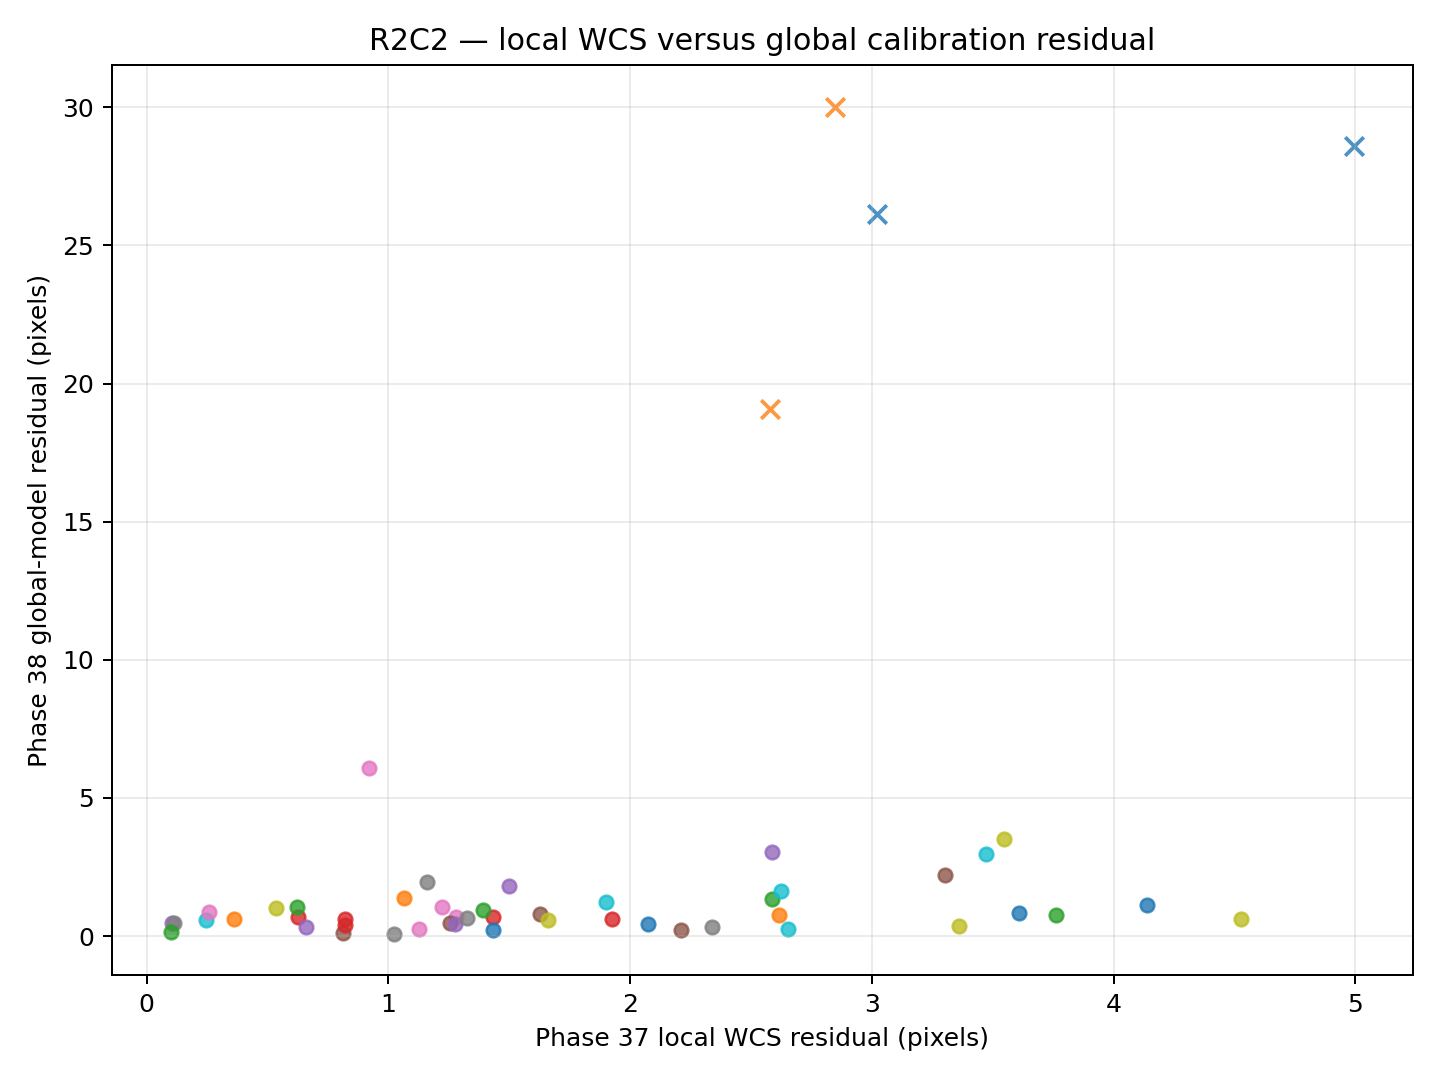 R2C2 — local WCS versus global calibration residual
Phase 38 global-model residual (pixels)
30
25
20
15
10
5
0
0 1 2 3 4 5
Phase 37 local WCS residual (pixels)